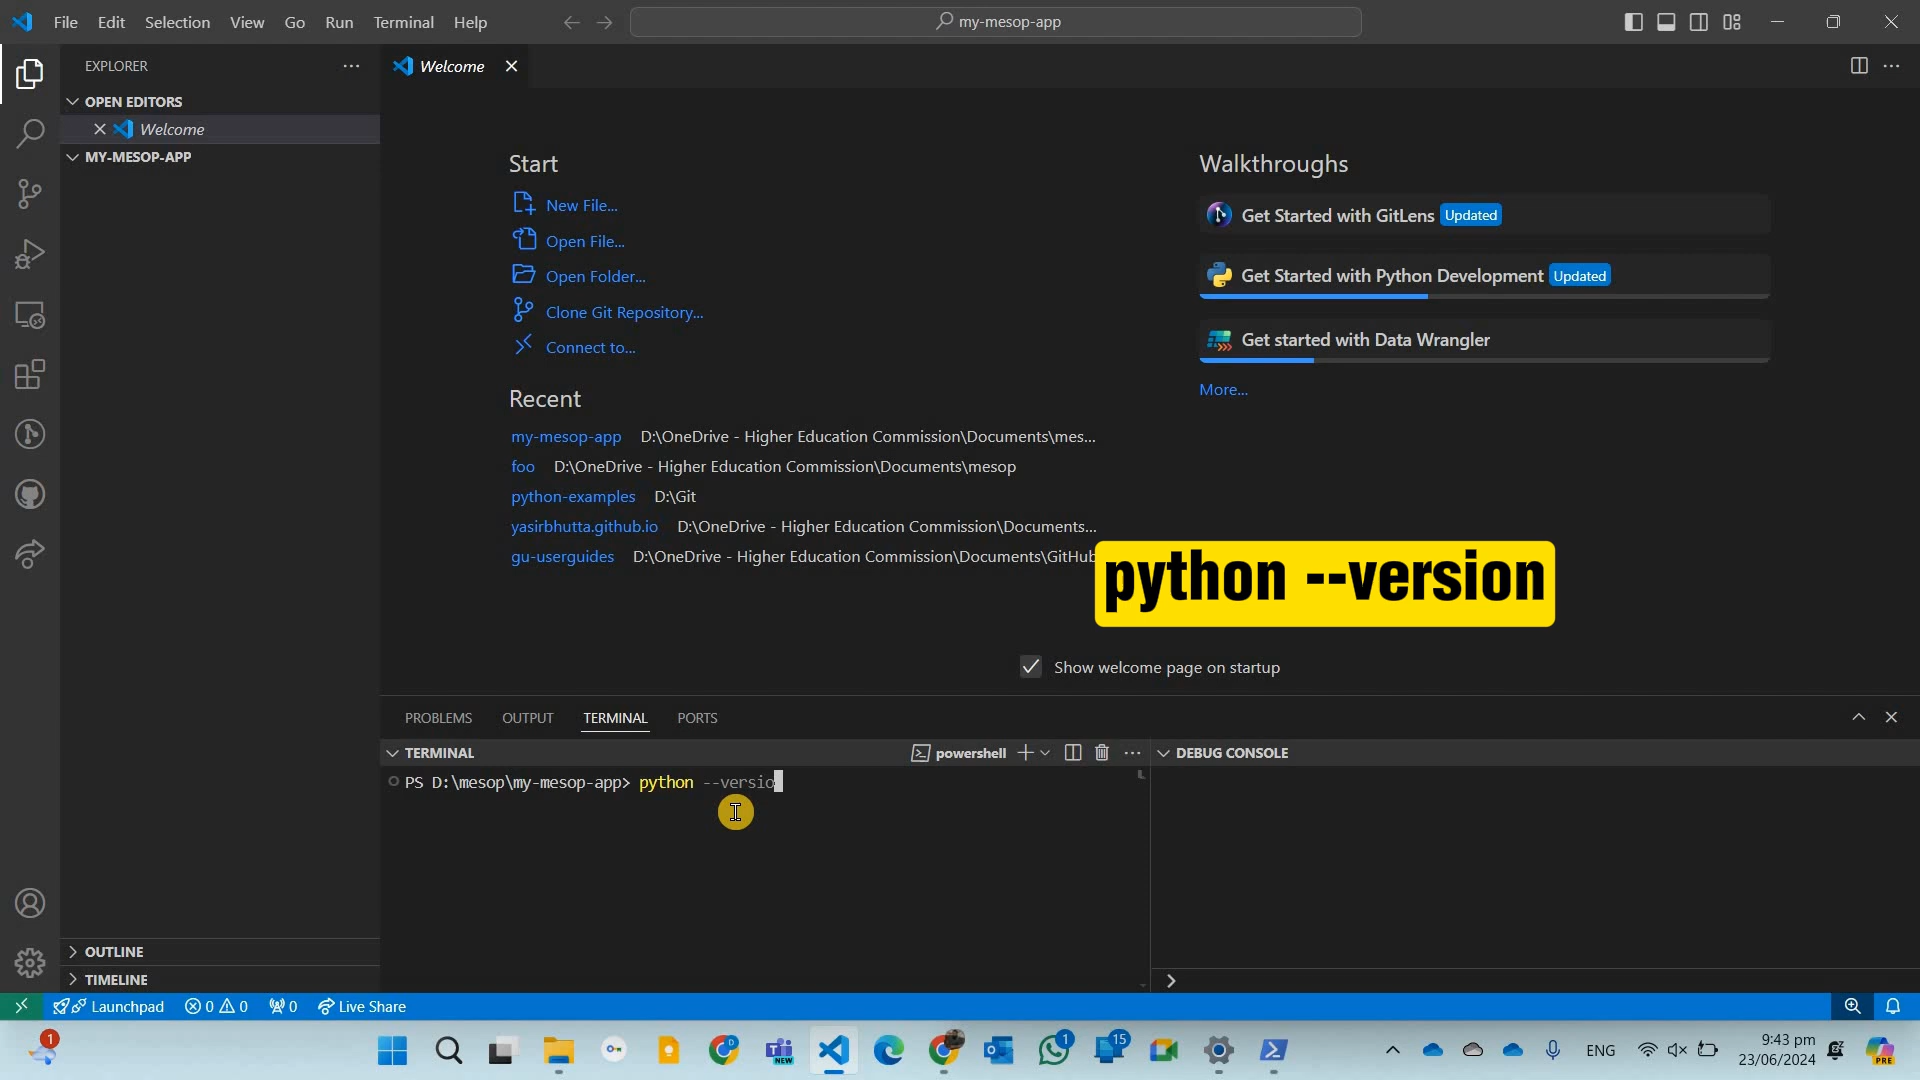 File Edit Selection View Go Run Terminal Help
my-mesop-app
EXPLORER
Welcome
OPEN EDITORS
Welcome
MY-MESOP-APP
Start
New File...
Open File...
Open Folder...
Clone Git Repository...
Connect to...
Recent
my-mesop-app D:\OneDrive - Higher Education Commission\Documents\mes...
foo D:\OneDrive - Higher Education Commission\Documents\mesop
python-examples D:\Git
yasirbhutta.github.io D:\OneDrive - Higher Education Commission\Documents...
gu-userguides D:\OneDrive - Higher Education Commission\Documents\GitHub
Walkthroughs
Get Started with GitLens Updated
Get Started with Python Development Updated
Get started with Data Wrangler
More...
python --version
Show welcome page on startup
PROBLEMS OUTPUT TERMINAL PORTS
TERMINAL
powershell
DEBUG CONSOLE
PS D:\mesop\my-mesop-app> python --versio
OUTLINE
TIMELINE
Launchpad 0 0 0 Live Share
1
D
NEW
1
15
ENG
9:43 pm
23/06/2024
PRE